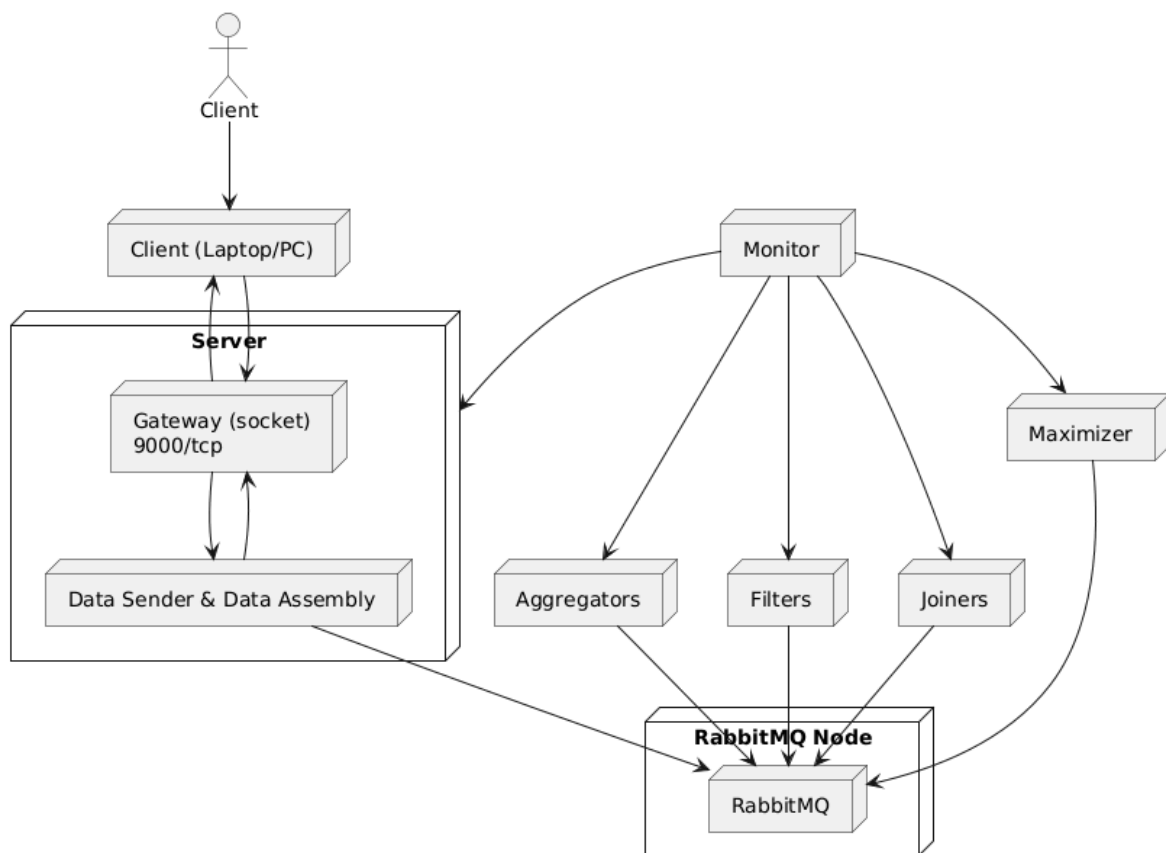 Client
Client (Laptop/PC)
Monitor
Server
Gateway (socket)
9000/tcp
Maximizer
Data Sender & Data Assembly
Aggregators
Filters
Joiners
RabbitMQ Node
RabbitMQ